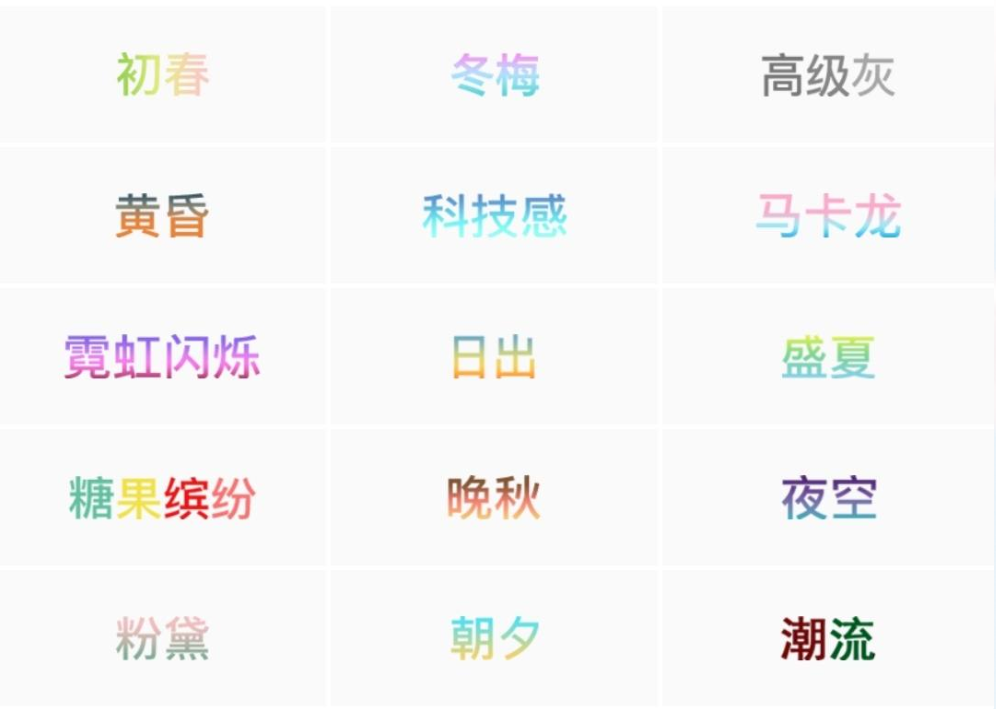 初春 冬梅 高级灰
黄昏 科技感 马卡龙
霓虹闪烁 日出 盛夏
糖果缤纷 晚秋 夜空
粉黛 朝夕 潮流